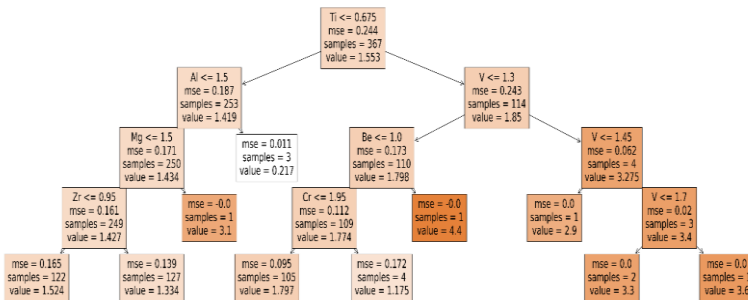 Ti <= 0.675
mse = 0.244
samples = 367
value = 1.553
Al <= 1.5
mse = 0.187
samples = 253
value = 1.419
V <= 1.3
mse = 0.243
samples = 114
value = 1.85
Mg <= 1.5
mse = 0.171
samples = 250
value = 1.434
mse = 0.011
samples = 3
value = 0.217
Be <= 1.0
mse = 0.173
samples = 110
value = 1.798
V <= 1.45
mse = 0.062
samples = 4
value = 3.275
Zr <= 0.95
mse = 0.161
samples = 249
value = 1.427
mse = -0.0
samples = 1
value = 3.1
Cr <= 1.95
mse = 0.112
samples = 109
value = 1.774
mse = -0.0
samples = 1
value = 4.4
mse = 0.0
samples = 1
value = 2.9
V <= 1.7
mse = 0.02
samples = 3
value = 3.4
mse = 0.165
samples = 122
value = 1.524
mse = 0.139
samples = 127
value = 1.334
mse = 0.095
samples = 105
value = 1.797
mse = 0.172
samples = 4
value = 1.175
mse = 0.0
samples = 2
value = 3.3
mse = 0.0
samples =
value = 3.6